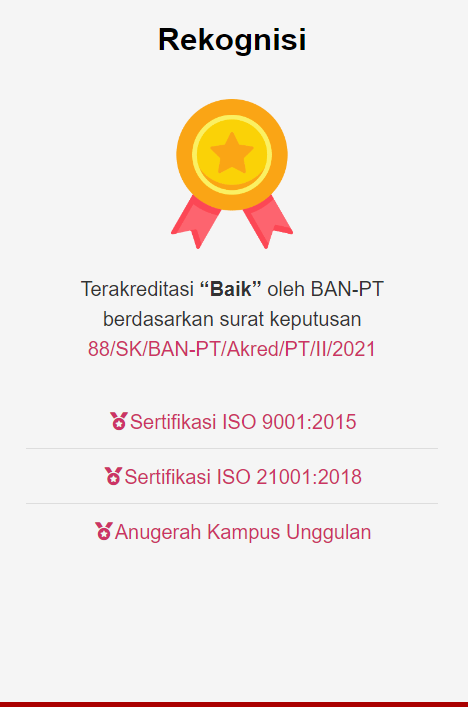 Rekognisi
Terakreditasi “Baik” oleh BAN-PT
berdasarkan surat keputusan
88/SK/BAN-PT/Akred/PT/II/2021
Sertifikasi ISO 9001:2015
Sertifikasi ISO 21001:2018
Anugerah Kampus Unggulan